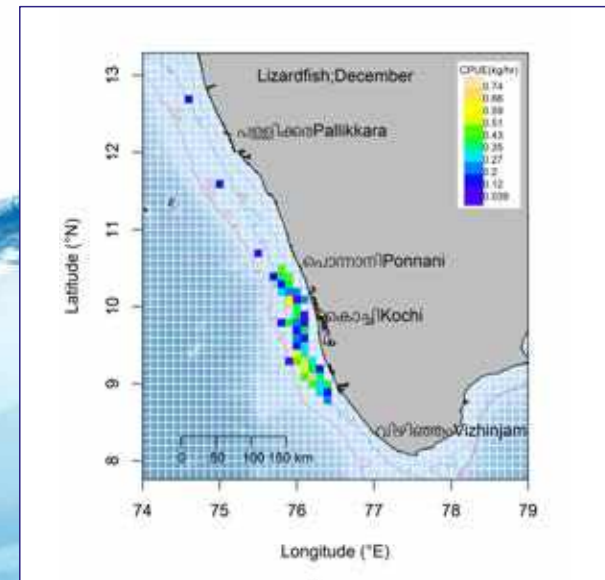 Lizardfish;December
CPUE(kg/hr)
0.74
0.66
0.59
0.51
0.43
0.35
0.27
0.2
0.12
0.039
13
12
11
10
9
8
Latitude (°N)
പള്ളിക്കരPallikkara
പൊന്നാനിPonnani
കൊച്ചിKochi
വിഴിഞ്ഞംVizhinjam
0 50 100 150 km
74 75 76 77 78 79
Longitude (°E)